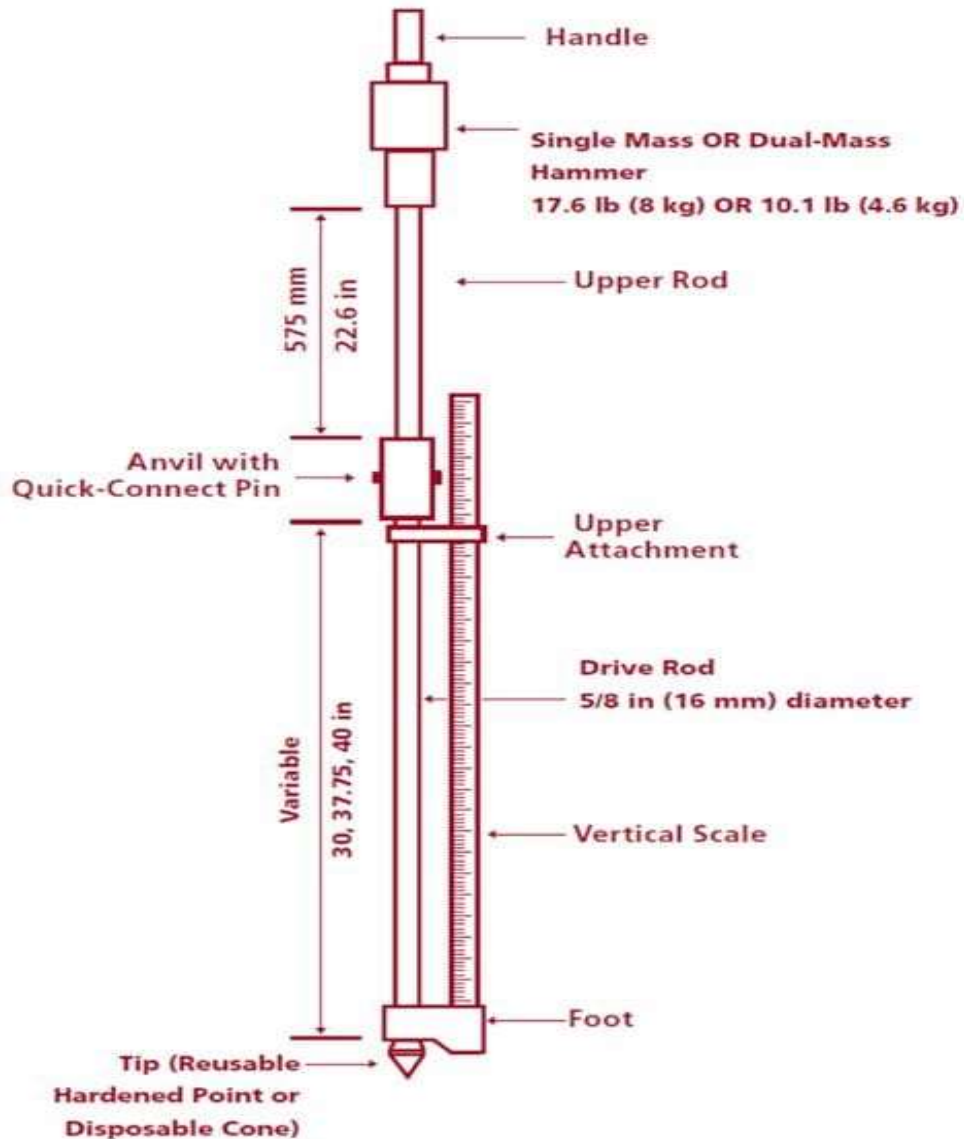 Handle
Single Mass OR Dual-Mass
Hammer
17.6 lb (8 kg) OR 10.1 lb (4.6 kg)
575 mm
22.6 in
Upper Rod
Anvil with
Quick-Connect Pin
Upper
Attachment
Drive Rod
5/8 in (16 mm) diameter
Variable
30, 37.75, 40 in
Vertical Scale
Foot
Tip (Reusable
Hardened Point or
Disposable Cone)